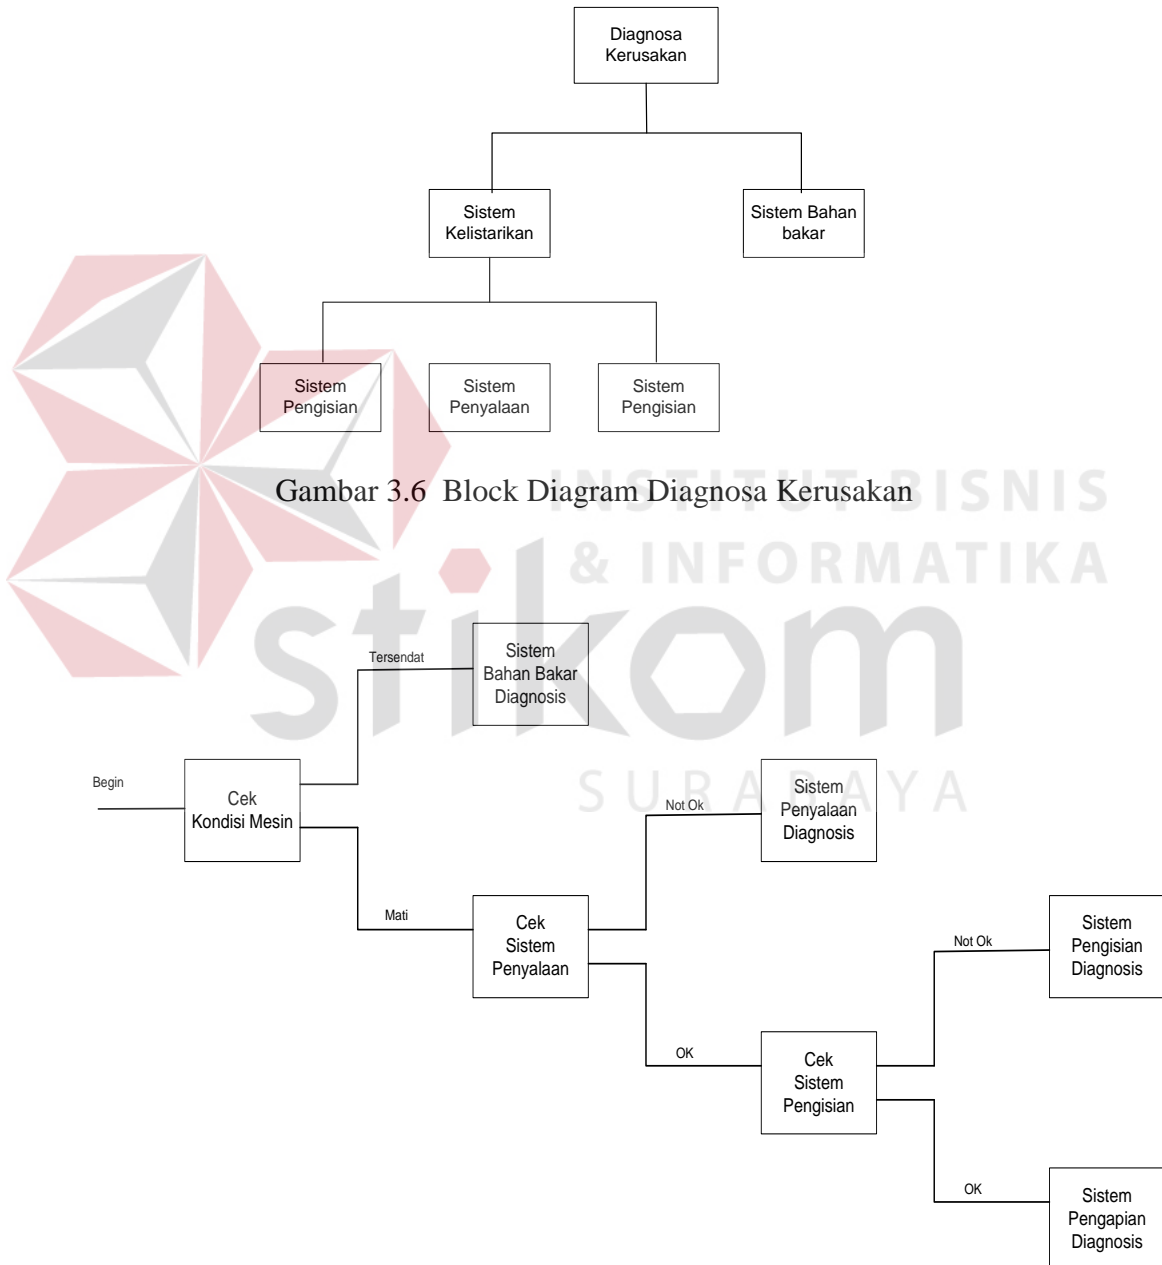 Diagnosa
Kerusakan
Sistem
Kelistarikan
Sistem Bahan
bakar
Sistem
Pengisian
Sistem
Penyalaan
Sistem
Pengisian
Gambar 3.6 Block Diagram Diagnosa Kerusakan
INSTITUT BISNIS
& INFORMATIKA
stikom
SURABAYA
Tersendat
Sistem
Bahan Bakar
Diagnosis
Begin
Cek
Kondisi Mesin
Not Ok
Sistem
Penyalaan
Diagnosis
Mati
Cek
Sistem
Penyalaan
Not Ok
Sistem
Pengisian
Diagnosis
OK
Cek
Sistem
Pengisian
OK
Sistem
Pengapian
Diagnosis